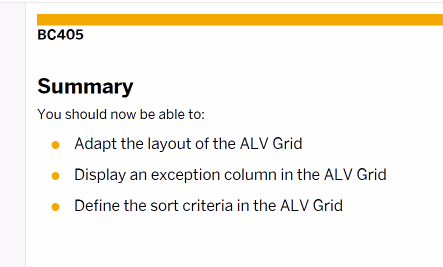 BC405
Summary
You should now be able to:
Adapt the layout of the ALV Grid
Display an exception column in the ALV Grid
Define the sort criteria in the ALV Grid